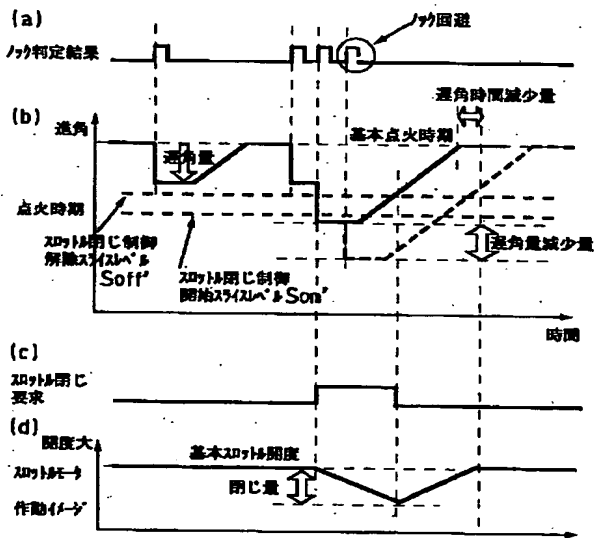 (a)
ノック回避
ノック判定結果
遅角時間減少量
(b)
進角
基本点火時期
遅角量
点火時期
スロットル閉じ制御
解除スライスレベル
Soff'
スロットル閉じ制御
開始スライスレベル Son'
遅角量減少量
時間
(c)
スロットル閉じ
要求
(d)
開度大
基本スロットル開度
スロットルモータ
閉じ量
作動イメージ